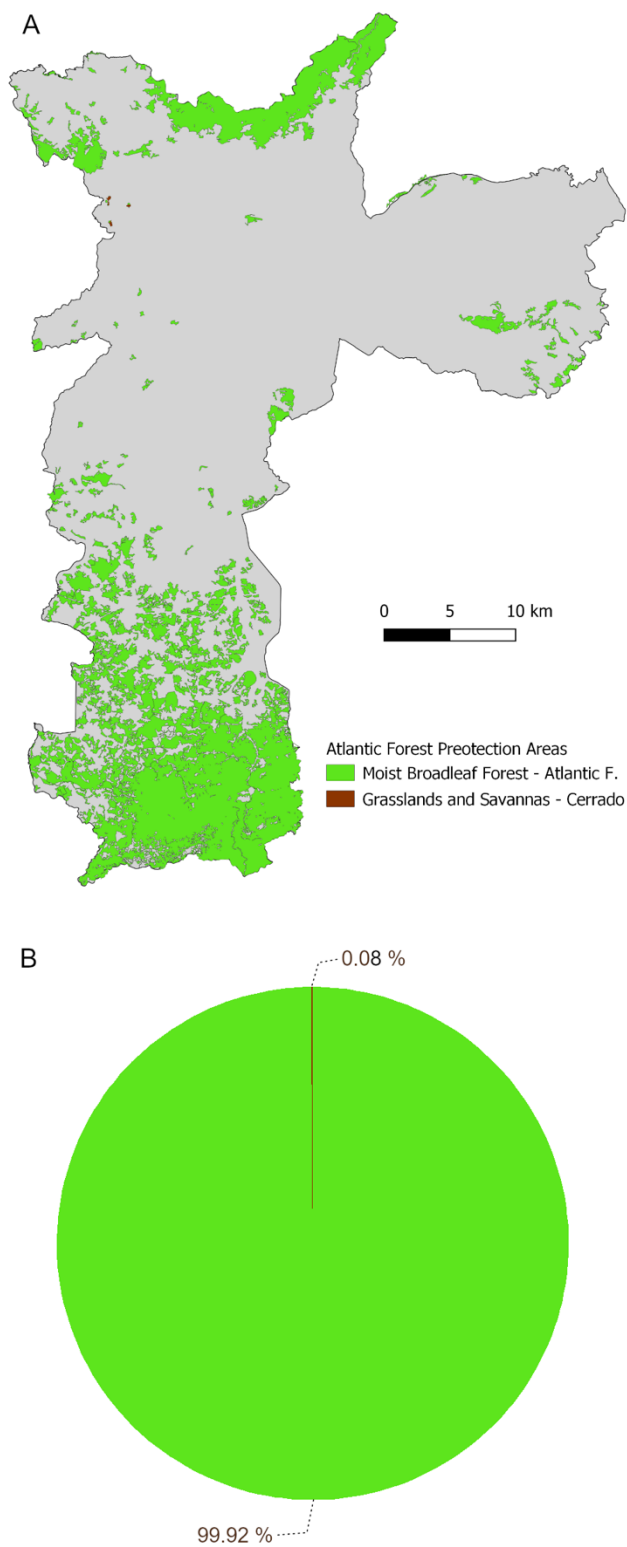 A
0 5 10 km
Atlantic Forest Preotection Areas
Moist Broadleaf Forest - Atlantic F.
Grasslands and Savannas - Cerrado
B
0.08 %
99.92 %